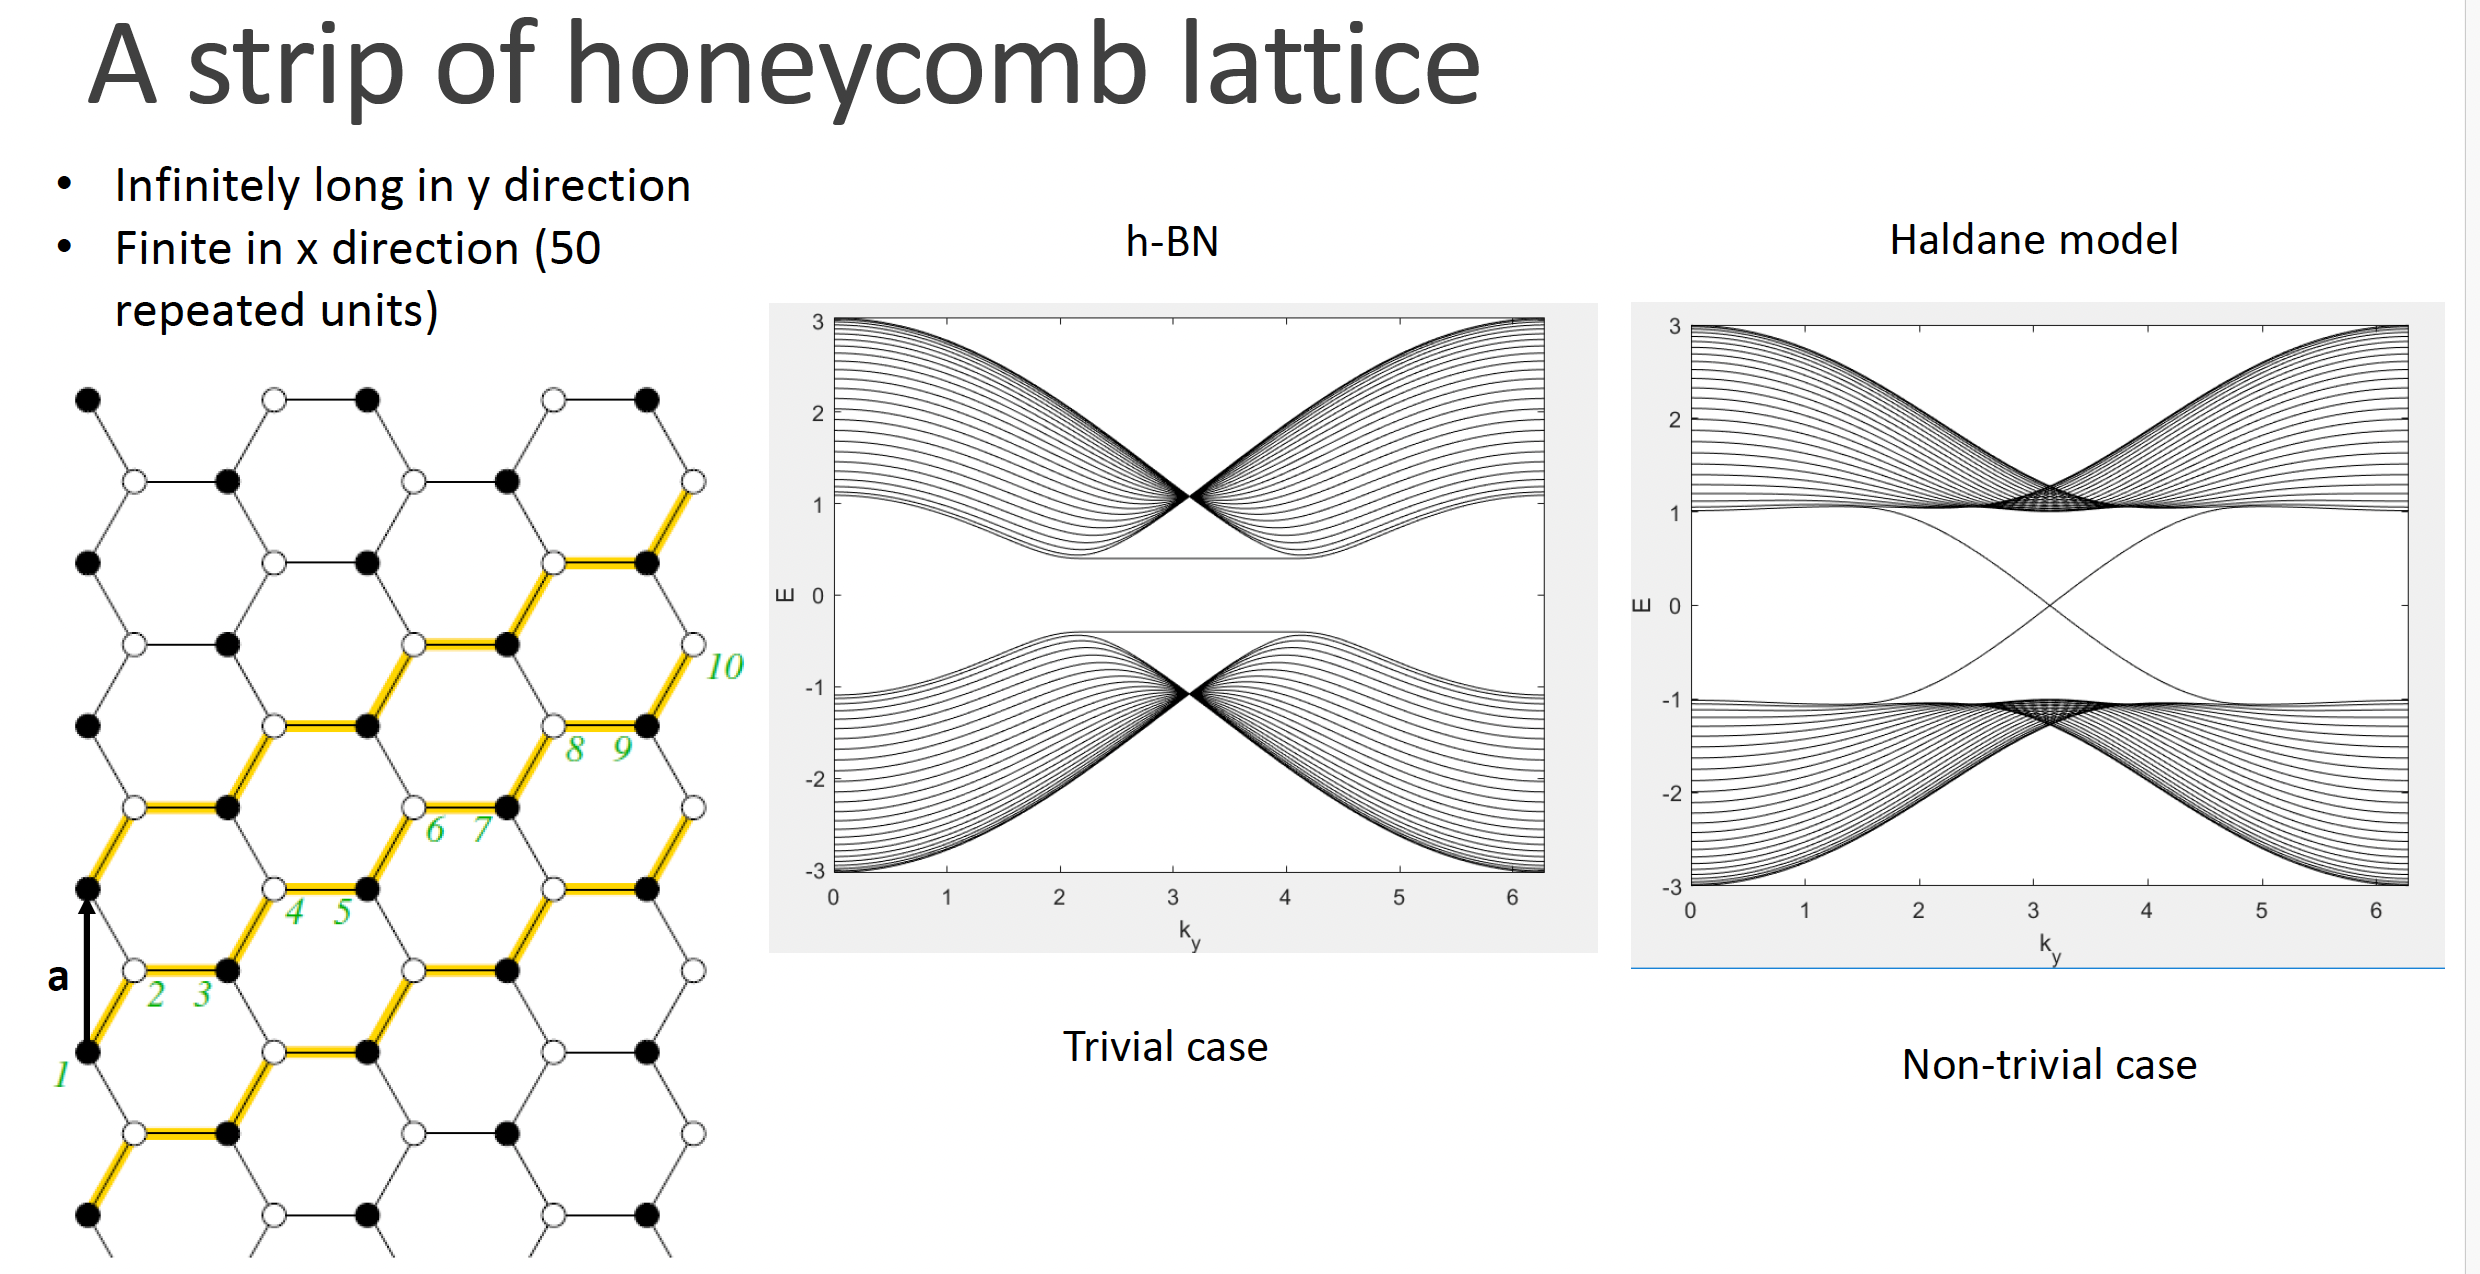 A strip of honeycomb lattice
• Infinitely long in y direction
• Finite in x direction (50
repeated units)
h-BN
Haldane model
10
8 9
6 7
4 5
a
2 3
1
3
2
1
E 0
-1
-2
-3
0 1 2 3 4 5 6
k_y
Trivial case
3
2
1
E 0
-1
-2
-3
0 1 2 3 4 5 6
k_y
Non-trivial case